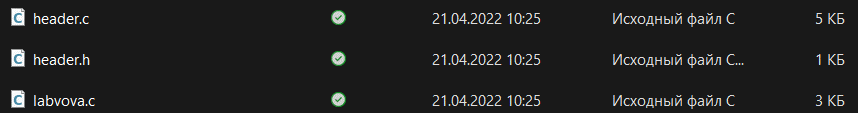 header.c 21.04.2022 10:25 Исходный файл C 5 КБ
header.h 21.04.2022 10:25 Исходный файл C... 1 КБ
labvova.c 21.04.2022 10:25 Исходный файл C 3 КБ